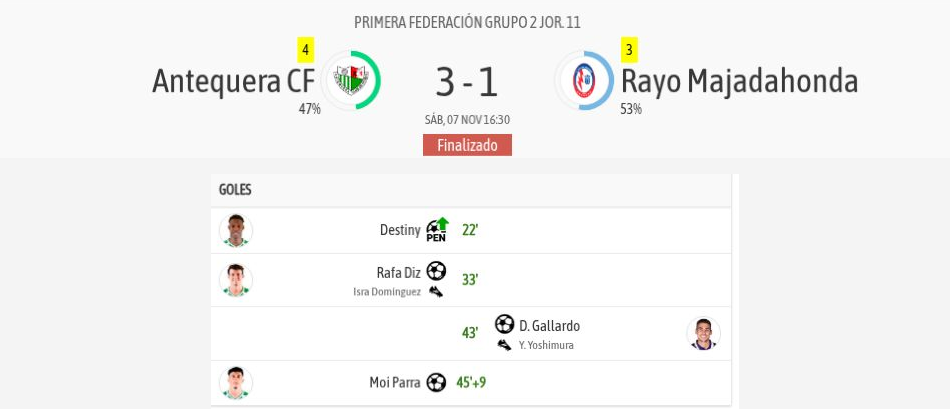 PRIMERA FEDERACIÓN GRUPO 2 JOR. 11
4
3
Antequera CF
3 - 1
Rayo Majadahonda
47%
53%
SÁB, 07 NOV 16:30
Finalizado
GOLES
Destiny PEN 22'
Rafa Diz 33'
Isra Dominguez
43' D. Gallardo
Y. Yoshimura
Moi Parra 45'+9